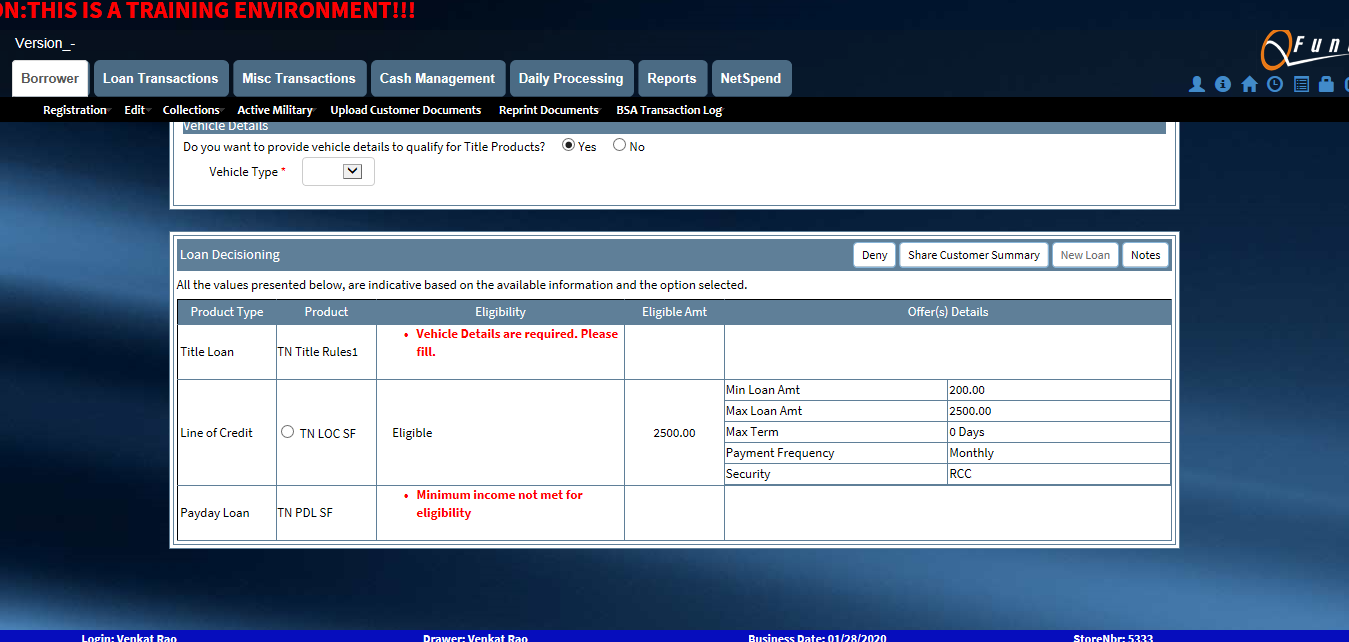 ON:THIS IS A TRAINING ENVIRONMENT!!!
Version_-
Borrower Loan Transactions Misc Transactions Cash Management Daily Processing Reports NetSpend
Registration Edit Collections Active Military Upload Customer Documents Reprint Documents BSA Transaction Log
Vehicle Details
Do you want to provide vehicle details to qualify for Title Products? Yes No
Vehicle Type *
Loan Decisioning Deny Share Customer Summary New Loan Notes
All the values presented below, are indicative based on the available information and the option selected.
Product Type Product Eligibility Eligible Amt Offer(s) Details
Title Loan TN Title Rules1 • Vehicle Details are required. Please
fill.
Line of Credit TN LOC SF Eligible 2500.00
Min Loan Amt 200.00
Max Loan Amt 2500.00
Max Term 0 Days
Payment Frequency Monthly
Security RCC
Payday Loan TN PDL SF • Minimum income not met for
eligibility
Login: Venkat Rao Drawer: Venkat Rao Business Date: 01/28/2020 StoreNbr: 5333